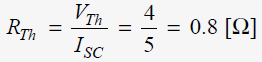 R_Th = V_Th / I_SC = 4 / 5 = 0.8 [Ω]